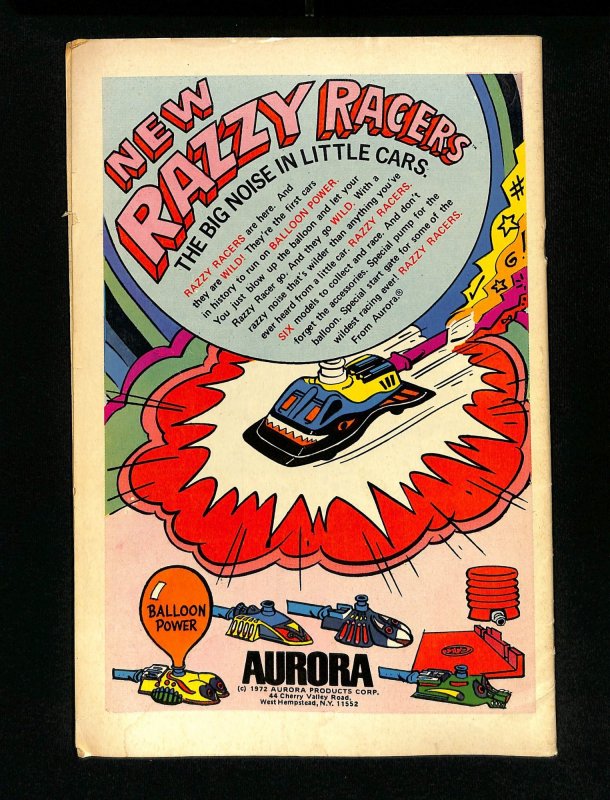 NEW
RAZZY RACERS™
THE BIG NOISE IN LITTLE CARS.
RAZZY RACERS are here. And
they are WILD! They're the first cars
in history to run on BALLOON POWER.
You just blow up the balloon and let your
Razzy Racer go. And they go WILD. With a
razzy noise that's wilder than anything you've
ever heard from a little car. RAZZY RACERS.
SIX models to collect and race. And don't
forget the accessories. Special pump for the
balloon. Special start gate for some of the
wildest racing ever! RAZZY RACERS.
From Aurora.®
#
G!
BALLOON
POWER
AURORA
(c) 1972 AURORA PRODUCTS CORP.
44 Cherry Valley Road,
West Hempstead, N.Y. 11552